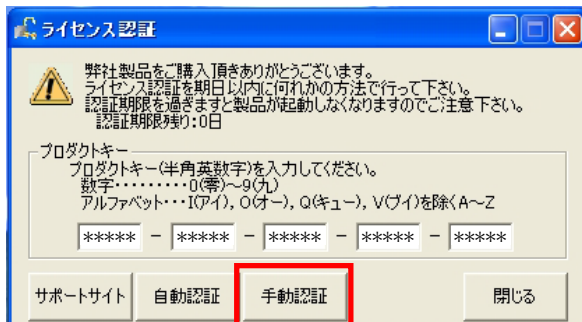 ライセンス認証
弊社製品をご購入頂きありがとうございます。
ライセンス認証を期日以内に何れかの方法で行って下さい。
認証期限を過ぎますと製品が起動しなくなりますのでご注意下さい。
認証期限残り:0日
プロダクトキー
プロダクトキー(半角英数字)を入力してください。
数字・・・・・・・・・0(零)～9(九)
アルファベット・・・I(アイ), O(オー), Q(キュー), V(ブイ)を除くA～Z
***** - ***** - ***** - ***** - *****
サポートサイト 自動認証 手動認証 閉じる